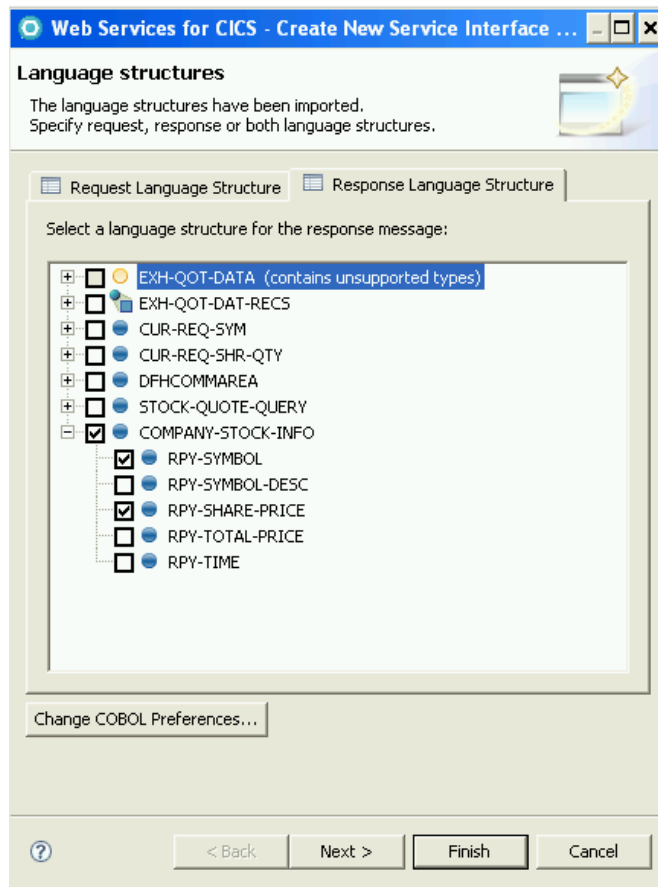 Web Services for CICS - Create New Service Interface ...
Language structures
The language structures have been imported.
Specify request, response or both language structures.
Request Language Structure
Response Language Structure
Select a language structure for the response message:
EXH-QOT-DATA (contains unsupported types)
EXH-QOT-DAT-RECS
CUR-REQ-SYM
CUR-REQ-SHR-QTY
DFHCOMMAREA
STOCK-QUOTE-QUERY
COMPANY-STOCK-INFO
RPY-SYMBOL
RPY-SYMBOL-DESC
RPY-SHARE-PRICE
RPY-TOTAL-PRICE
RPY-TIME
Change COBOL Preferences...
?
< Back
Next >
Finish
Cancel